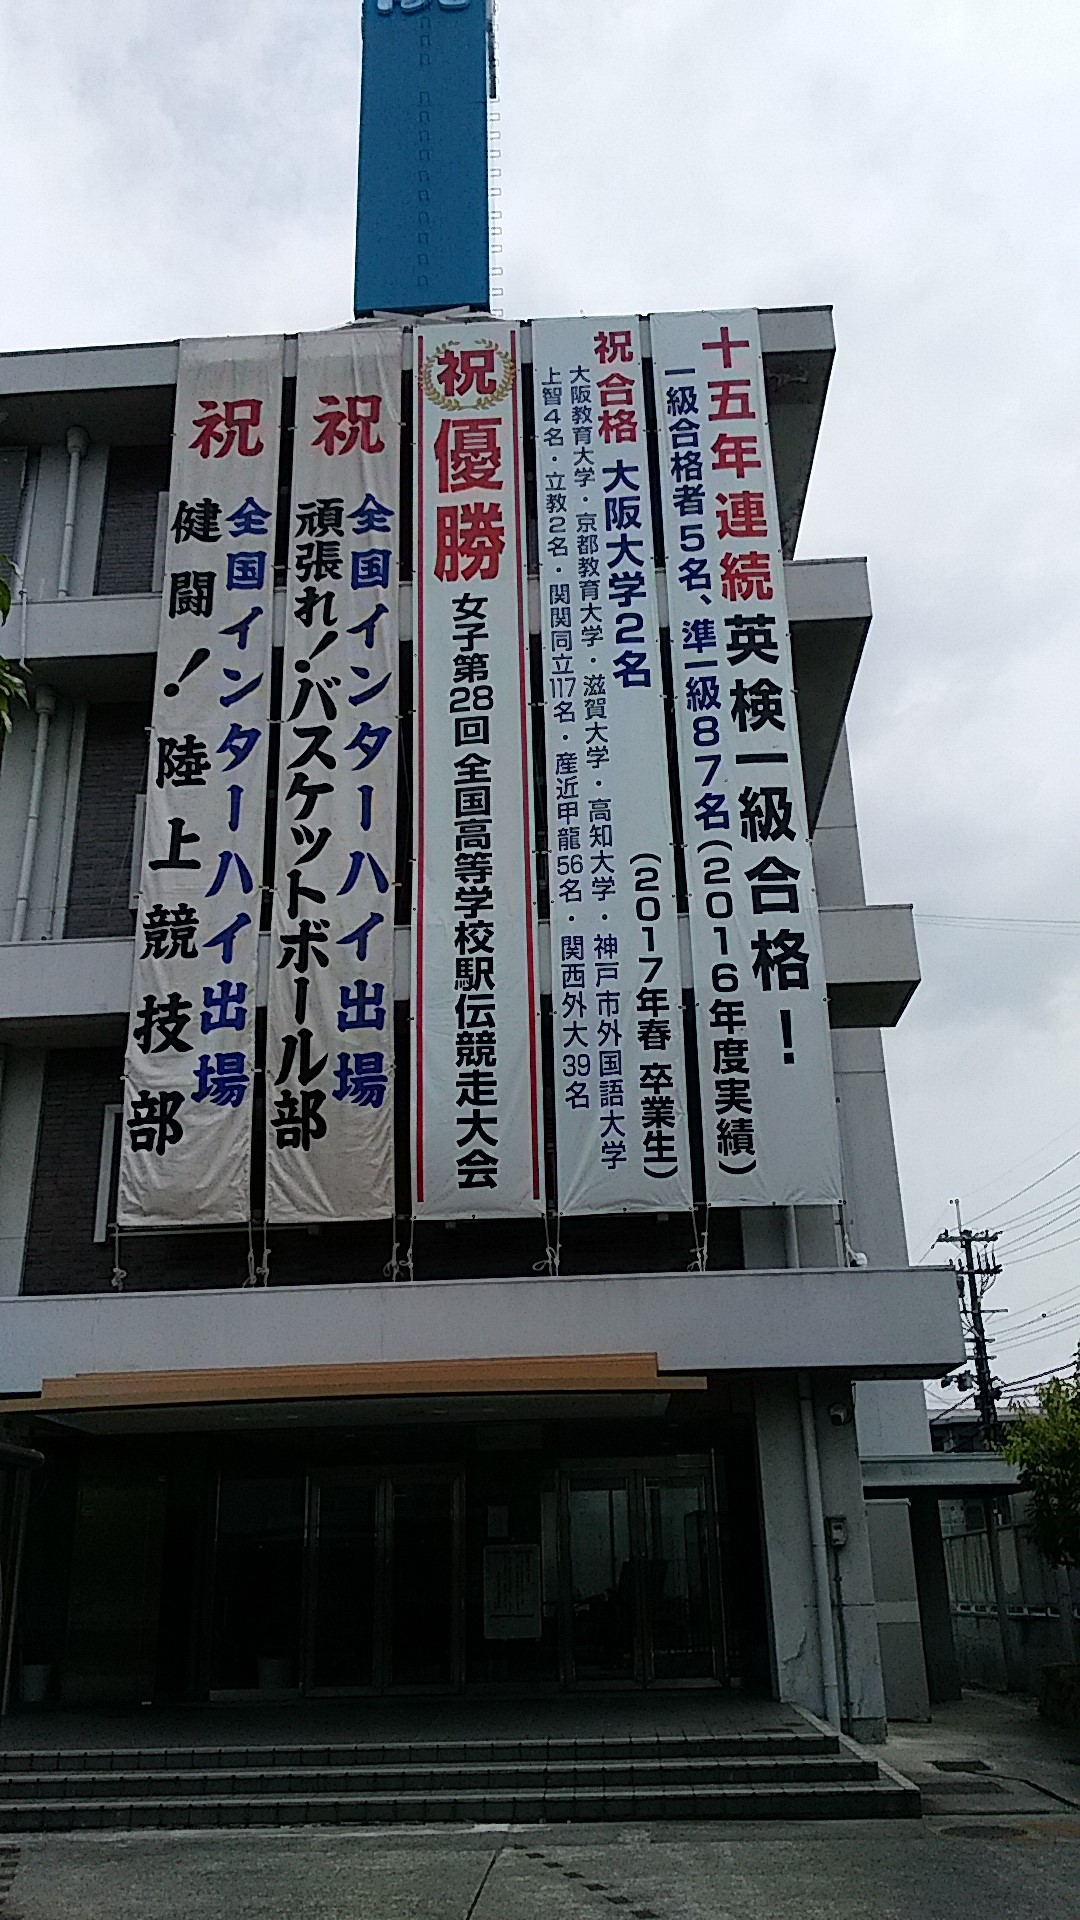 十五年連続英検一級合格!
一級合格者5名、準一級87名(2016年度実績)
祝合格 大阪大学2名
(2017年春 卒業生)
大阪教育大学・京都教育大学・滋賀大学・高知大学・神戸市外国語大学
上智4名・立教2名・関関同立117名・産近甲龍56名・関西外大39名
祝
優勝 女子第28回全国高等学校駅伝競走大会
祝
全国インターハイ出場
頑張れ!バスケットボール部
祝
全国インターハイ出場
健闘!陸上競技部